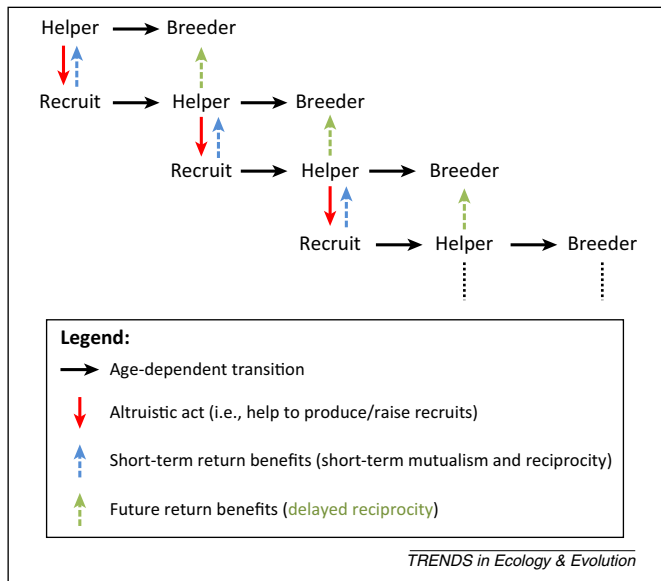 Helper Breeder
Recruit Helper Breeder
Recruit Helper Breeder
Recruit Helper Breeder
Legend:
Age-dependent transition
Altruistic act (i.e., help to produce/raise recruits)
Short-term return benefits (short-term mutualism and reciprocity)
Future return benefits (delayed reciprocity)
TRENDS in Ecology & Evolution